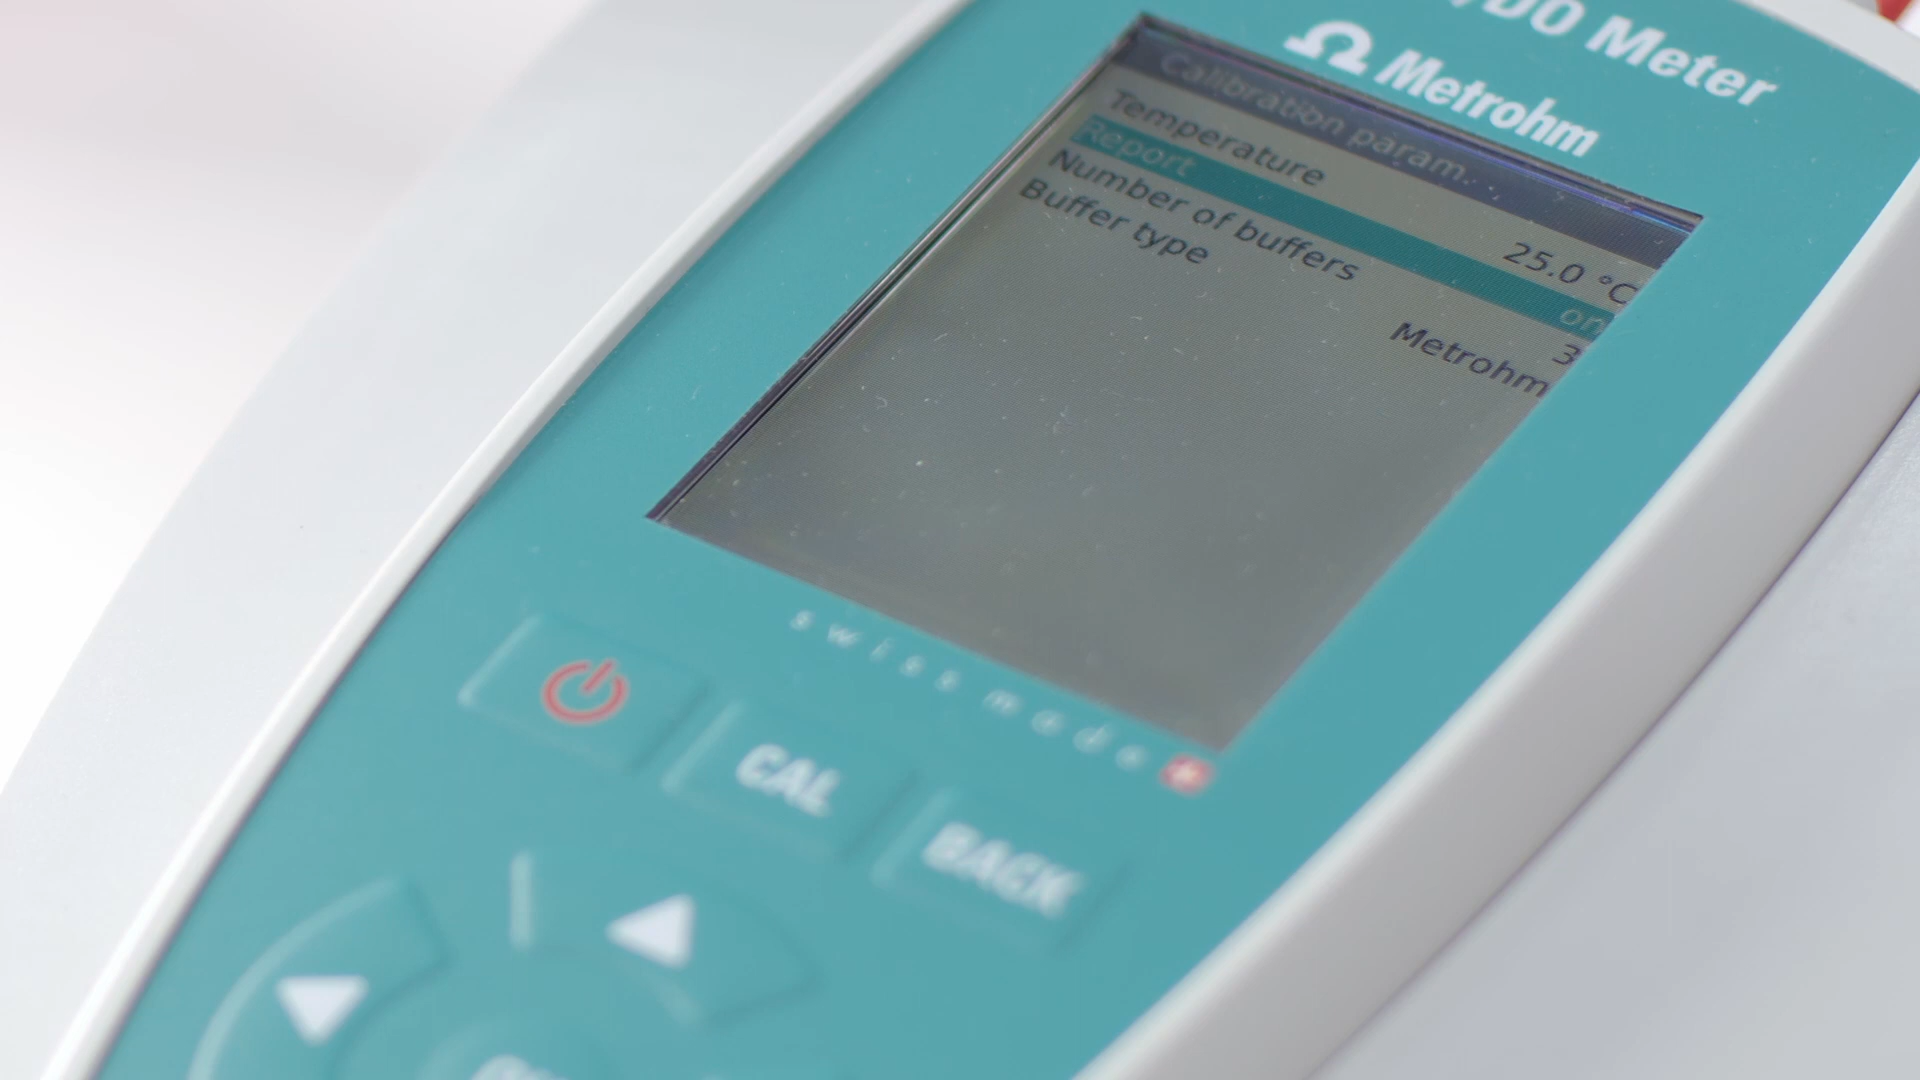 /DO Meter
Metrohm
Calibration param.
Temperature
25.0 °C
Report
on
Number of buffers
3
Buffer type
Metrohm
swiss made
CAL
BACK